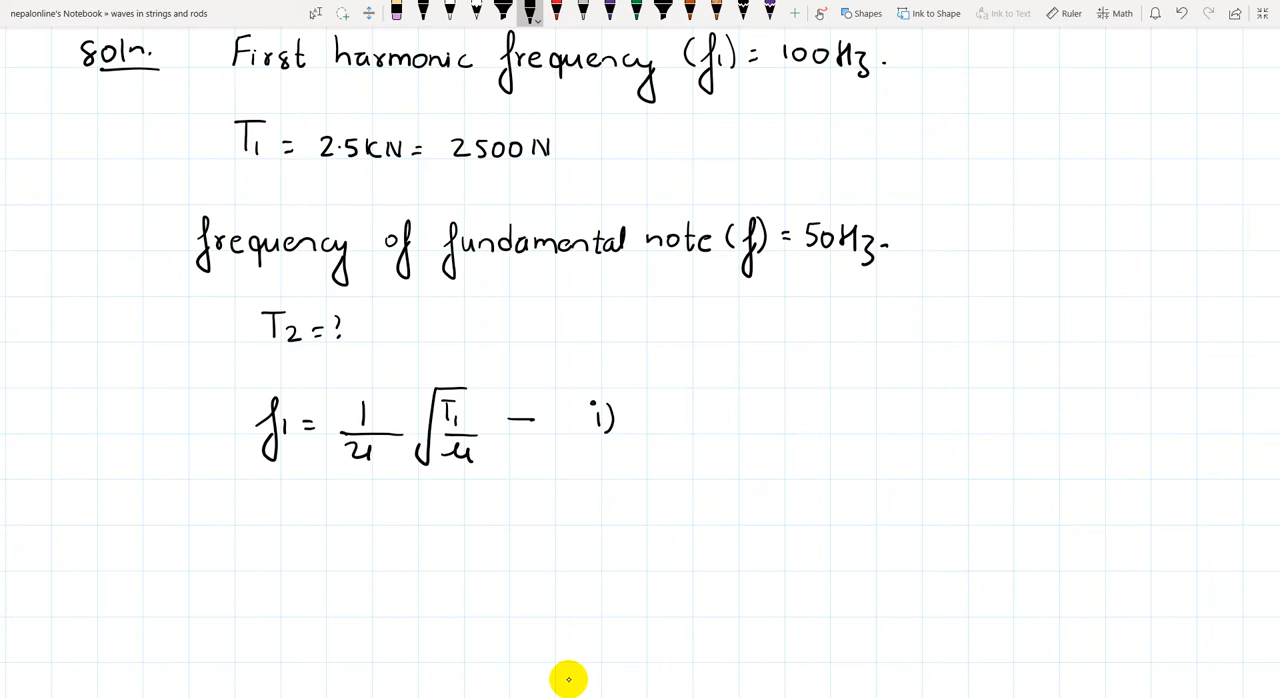 nepalonline's Notebook » waves in strings and rods
Shapes Ink to Shape Ink to Text Ruler Math
Soln. First harmonic frequency (f1) = 100Hz.
T1 = 2.5KN = 2500N
frequency of fundamental note (f) = 50Hz.
T2 = ?
f1 = 1/2l √(T1/μ) — i)